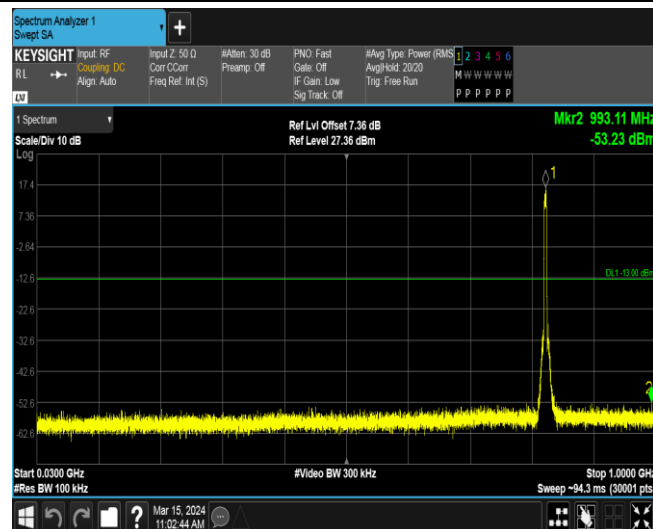 Spectrum Analyzer 1
Swept SA
+
KEYSIGHT
RL
LXI
Input: RF
Coupling: DC
Align: Auto
Input Z: 50 Ω
Corr CCorr
Freq Ref: Int (S)
#Atten: 30 dB
Preamp: Off
PNO: Fast
Gate: Off
IF Gain: Low
Sig Track: Off
#Avg Type: Power (RMS
Avg|Hold: 20/20
Trig: Free Run
1 2 3 4 5 6
M W W W W W
P P P P P P
1 Spectrum
Scale/Div 10 dB
Ref Lvl Offset 7.36 dB
Ref Level 27.36 dBm
Mkr2 993.11 MHz
-53.23 dBm
Log
1
17.4
7.36
-2.64
DL1 -13.00 dBm
-12.6
-22.6
-32.6
-42.6
2
-52.6
-62.6
Start 0.0300 GHz
#Res BW 100 kHz
#Video BW 300 kHz
Stop 1.0000 GHz
Sweep ~94.3 ms (30001 pts
?
Mar 15, 2024
11:02:44 AM